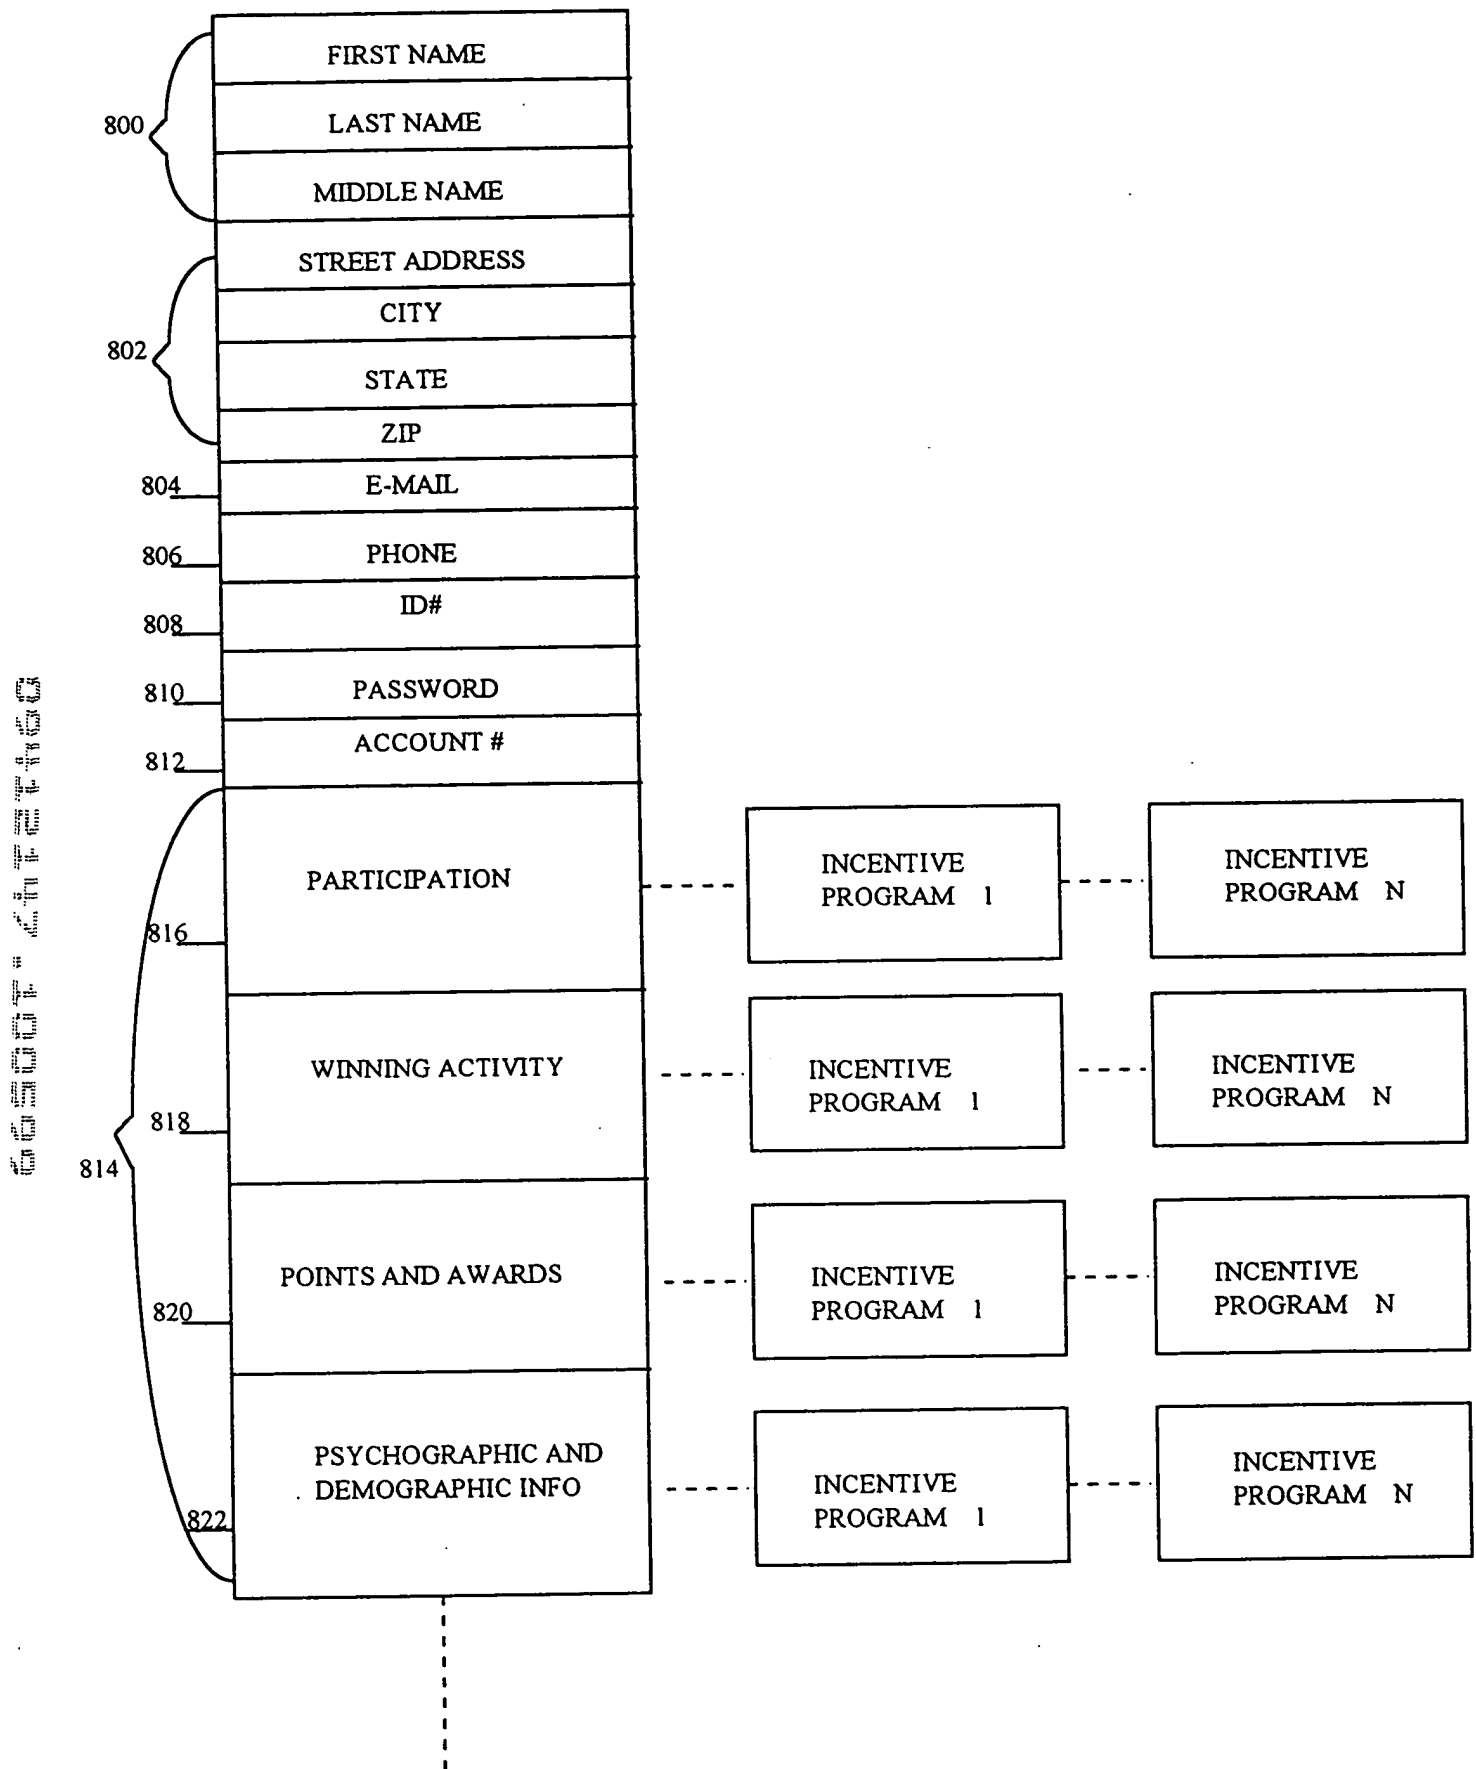 FIRST NAME
LAST NAME
800
MIDDLE NAME
STREET ADDRESS
CITY
802
STATE
ZIP
804
E-MAIL
806
PHONE
808
ID#
810
PASSWORD
812
ACCOUNT #
PARTICIPATION
816
INCENTIVE
PROGRAM 1
INCENTIVE
PROGRAM N
WINNING ACTIVITY
818
814
INCENTIVE
PROGRAM 1
INCENTIVE
PROGRAM N
POINTS AND AWARDS
820
INCENTIVE
PROGRAM 1
INCENTIVE
PROGRAM N
PSYCHOGRAPHIC AND
DEMOGRAPHIC INFO
822
INCENTIVE
PROGRAM 1
INCENTIVE
PROGRAM N